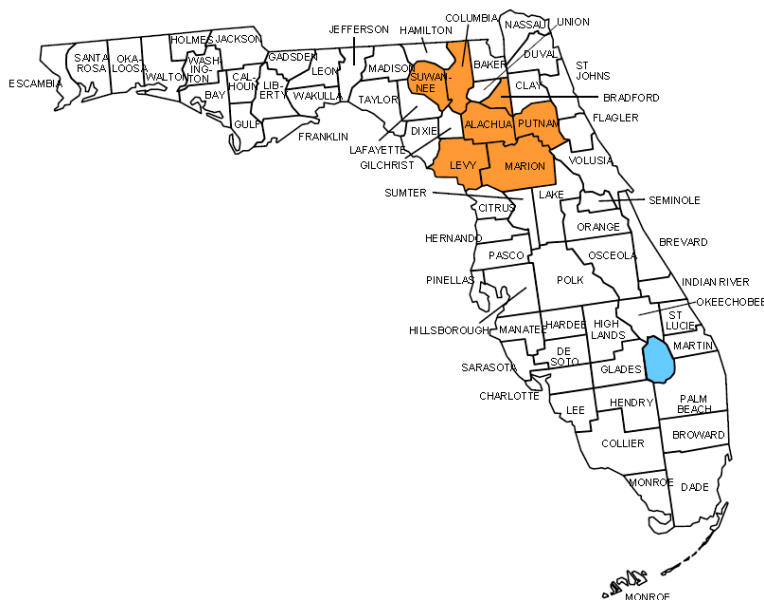 COLUMBIA
NASSAU
UNION
JEFFERSON
HAMILTON
HOLMES
JACKSON
SANTA
ROSA
OKA-
LOOSA
WALTON
WASH-
ING-
TON
GADSDEN
LEON
MADISON
BAKER
DUVAL
ST
JOHNS
ESCAMBIA
BAY
CAL-
HOUN
LIB-
ERTY
WAKULLA
TAYLOR
SUWAN-
NEE
CLAY
BRADFORD
GULF
FRANKLIN
DIXIE
ALACHUA
PUTNAM
FLAGLER
LAFAYETTE
GILCHRIST
LEVY
MARION
VOLUSIA
SUMTER
LAKE
SEMINOLE
CITRUS
ORANGE
HERNANDO
BREVARD
PASCO
OSCEOLA
PINELLAS
POLK
INDIAN RIVER
OKEECHOBEE
HILLSBOROUGH
MANATEE
HARDEE
HIGH
LANDS
ST
LUCIE
MARTIN
SARASOTA
DE
SOTO
GLADES
CHARLOTTE
LEE
HENDRY
PALM
BEACH
COLLIER
BROWARD
MONROE
DADE
MONROE